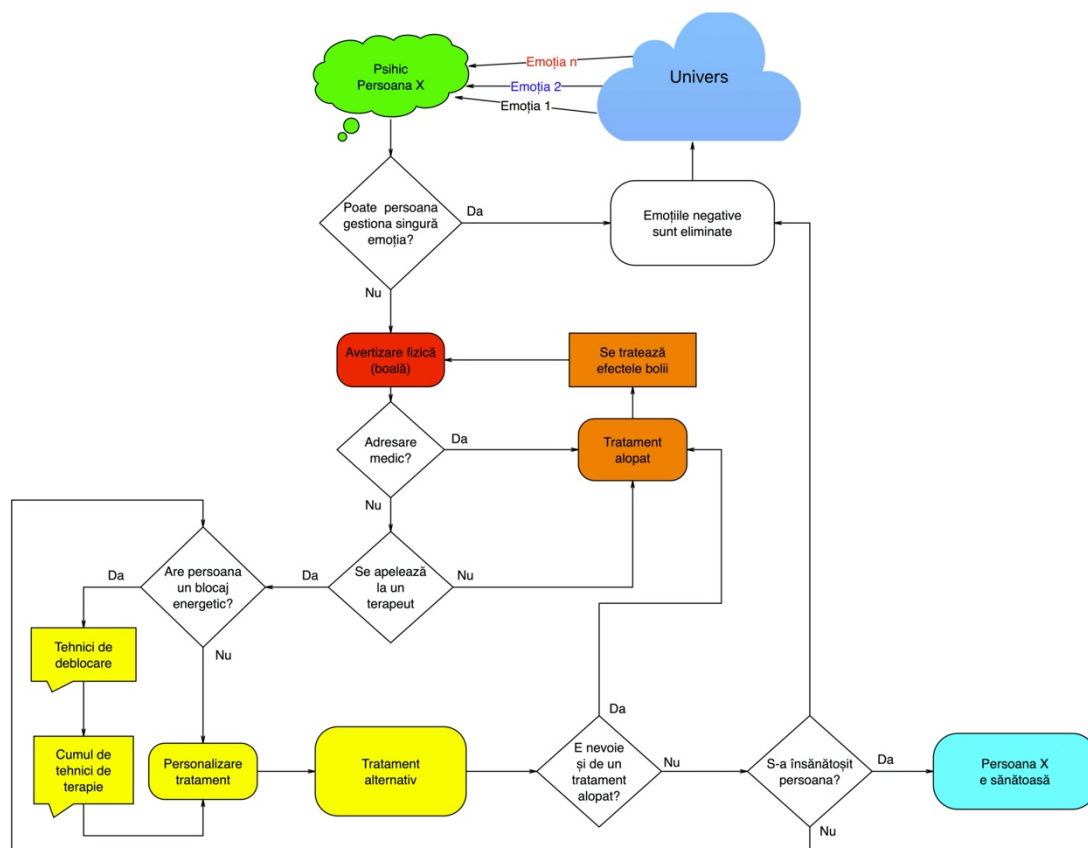 Psihic
Persoana X
Emoția n
Emoția 2
Emoția 1
Univers
Poate persoana
gestiona singură
emoția?
Da
Emoțiile negative
sunt eliminate
Nu
Avertizare fizică
(boală)
Se tratează
efectele bolii
Adresare
medic?
Da
Tratament
alopat
Nu
Are persoana
un blocaj
energetic?
Da
Da
Se apelează
la un
terapeut
Nu
Tehnici de
deblocare
Nu
Cumul de
tehnici de
terapie
Personalizare
tratament
Tratament
alternativ
Da
E nevoie
și de un
tratament
alopat?
Nu
S-a însănătoșit
persoana?
Da
Persoana X
e sănătoasă
Nu